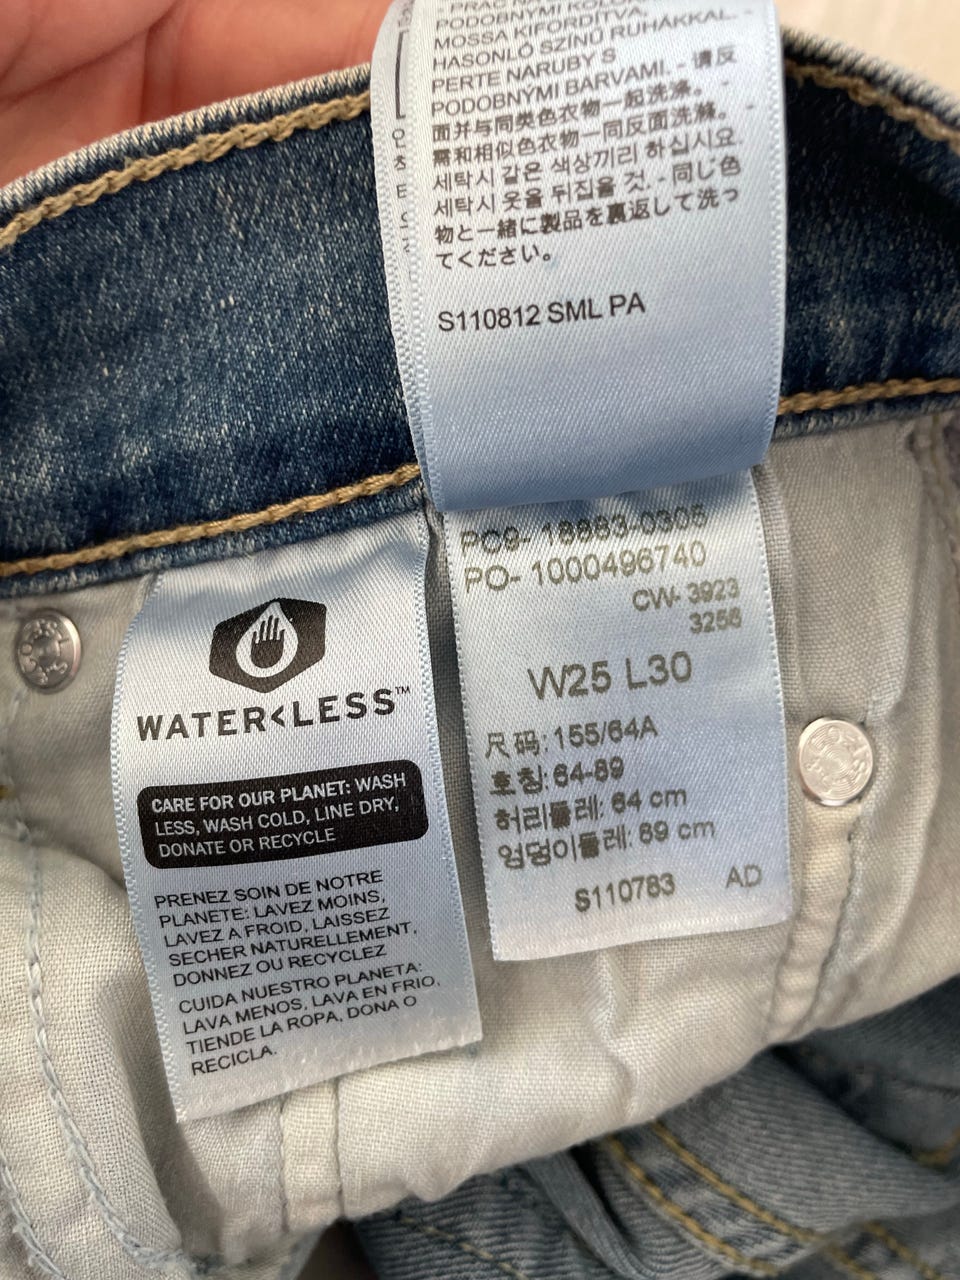 PODOBNÝMI
MOSSA KIFORDÍTVA,
HASONLÓ SZÍNŰ RUHÁKKAL. -
PERTE NARUBY S
PODOBNÝMI BARVAMI. - 请反
面并与同类色衣物一起洗涤。 -
需和相似色衣物一同反面洗滌。 -
세탁시 같은 색상끼리 하십시요.
세탁시 옷을 뒤집을 것. - 同じ色
物と一緒に製品を裏返して洗っ
てください。
S110812 SML PA
PC9- 18883-0306
PO- 1000496740
CW- 3923
3256
W25 L30
尺码: 155/64A
호칭: 64-89
허리둘레: 64 cm
엉덩이둘레: 89 cm
S110783 AD
WATER<LESS™
CARE FOR OUR PLANET: WASH
LESS, WASH COLD, LINE DRY,
DONATE OR RECYCLE
PRENEZ SOIN DE NOTRE
PLANETE: LAVEZ MOINS,
LAVEZ A FROID, LAISSEZ
SECHER NATURELLEMENT,
DONNEZ OU RECYCLEZ
CUIDA NUESTRO PLANETA:
LAVA MENOS, LAVA EN FRIO,
TIENDE LA ROPA, DONA O
RECICLA.